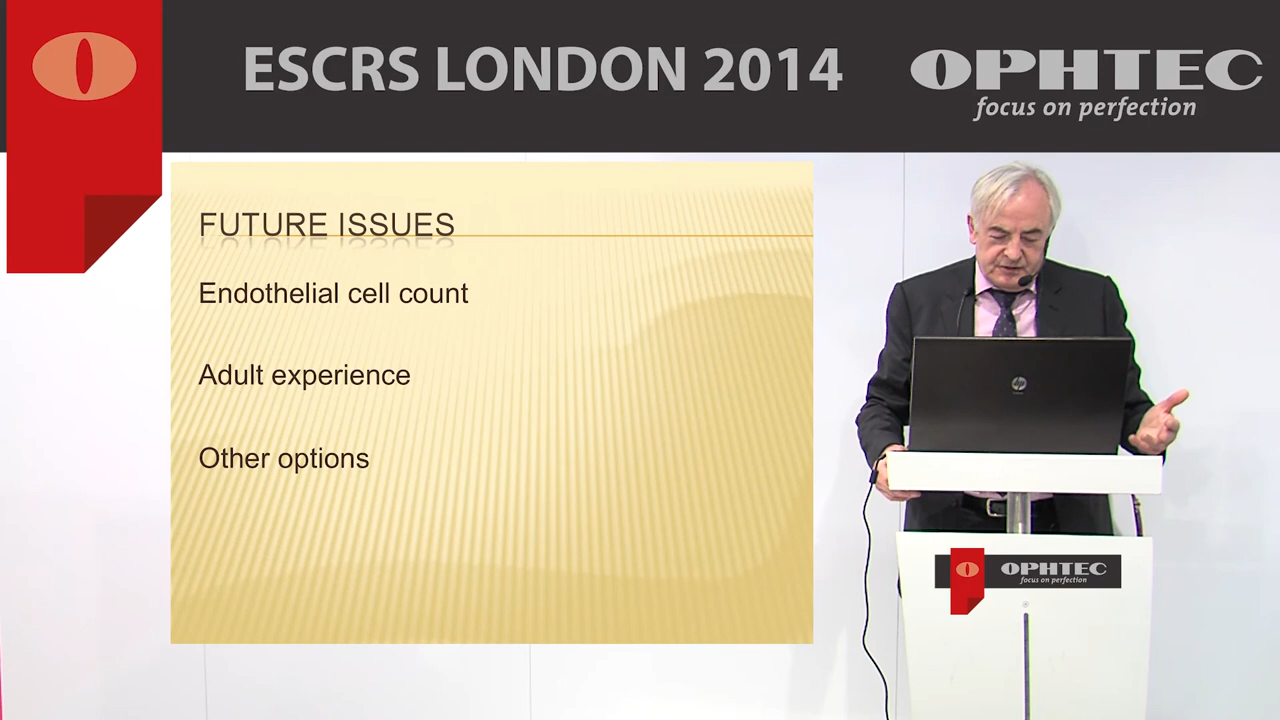 ESCRS LONDON 2014
OPHTEC
focus on perfection
FUTURE ISSUES
Endothelial cell count
Adult experience
Other options
hp
OPHTEC
focus on perfection